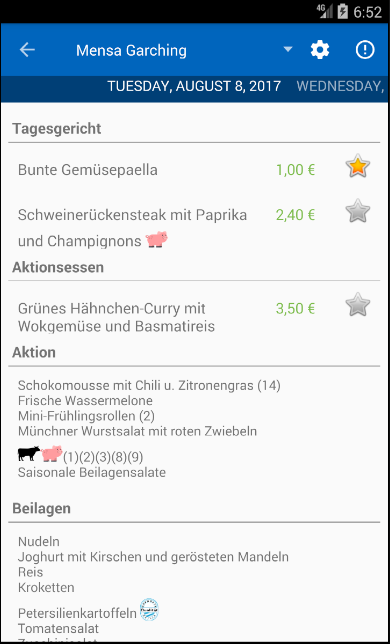 4G 6:52
Mensa Garching
TUESDAY, AUGUST 8, 2017 WEDNESDAY,
Tagesgericht
Bunte Gemüsepaella 1,00 €
Schweinerückensteak mit Paprika 2,40 €
und Champignons
Aktionsessen
Grünes Hähnchen-Curry mit 3,50 €
Wokgemüse und Basmatireis
Aktion
Schokomousse mit Chili u. Zitronengras (14)
Frische Wassermelone
Mini-Frühlingsrollen (2)
Münchner Wurstsalat mit roten Zwiebeln
(1)(2)(3)(8)(9)
Saisonale Beilagensalate
Beilagen
Nudeln
Joghurt mit Kirschen und gerösteten Mandeln
Reis
Kroketten
Petersilienkartoffeln
Tomatensalat